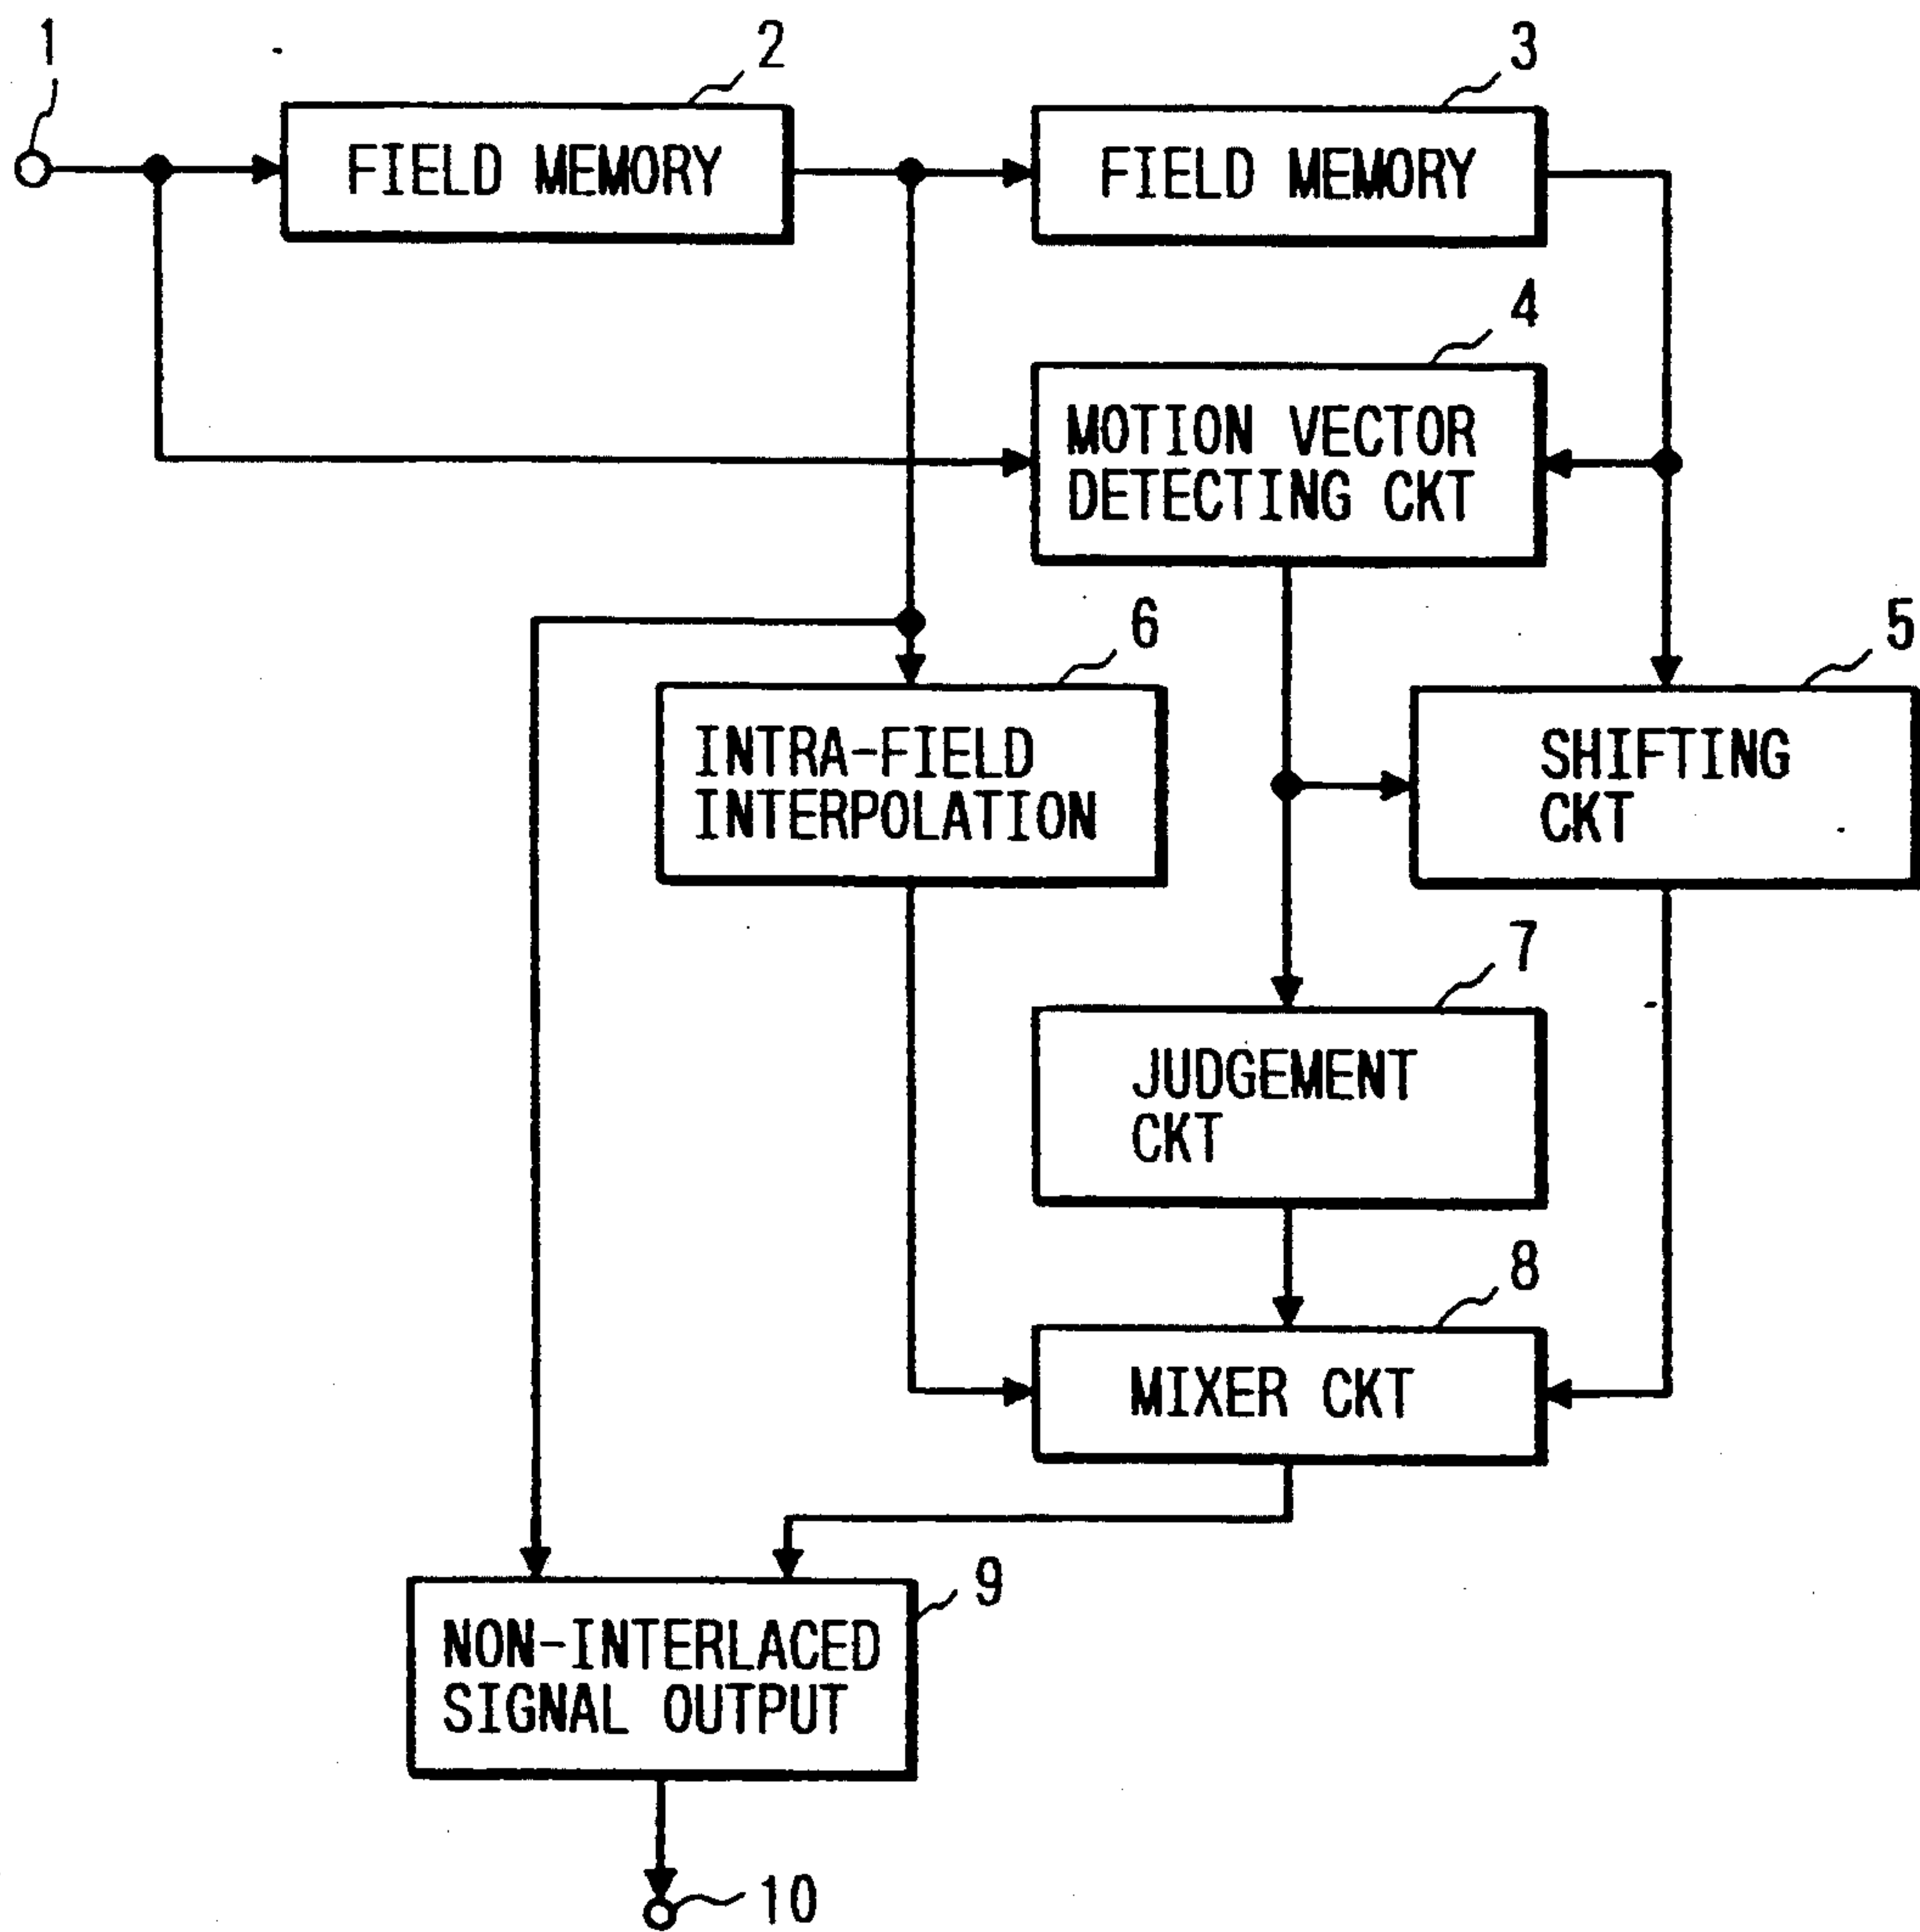 1
2
3
FIELD MEMORY
FIELD MEMORY
4
MOTION VECTOR
DETECTING CKT
6
5
INTRA-FIELD
INTERPOLATION
SHIFTING
CKT
7
JUDGEMENT
CKT
8
MIXER CKT
9
NON-INTERLACED
SIGNAL OUTPUT
10